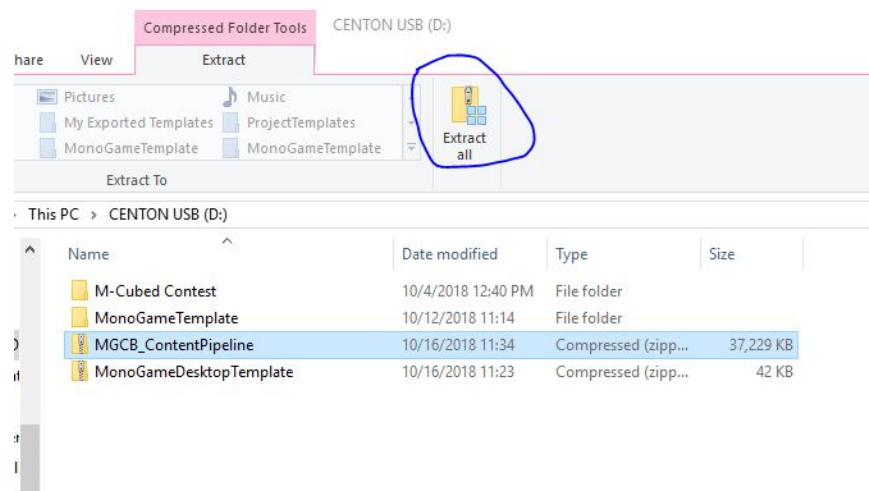 Compressed Folder Tools CENTON USB (D:)
hare View Extract
Pictures Music
My Exported Templates ProjectTemplates
MonoGameTemplate MonoGameTemplate
Extract all
Extract To
This PC > CENTON USB (D:)
Name Date modified Type Size
M-Cubed Contest 10/4/2018 12:40 PM File folder
MonoGameTemplate 10/12/2018 11:14 File folder
MGCB_ContentPipeline 10/16/2018 11:34 Compressed (zipp... 37,229 KB
MonoGameDesktopTemplate 10/16/2018 11:23 Compressed (zipp... 42 KB